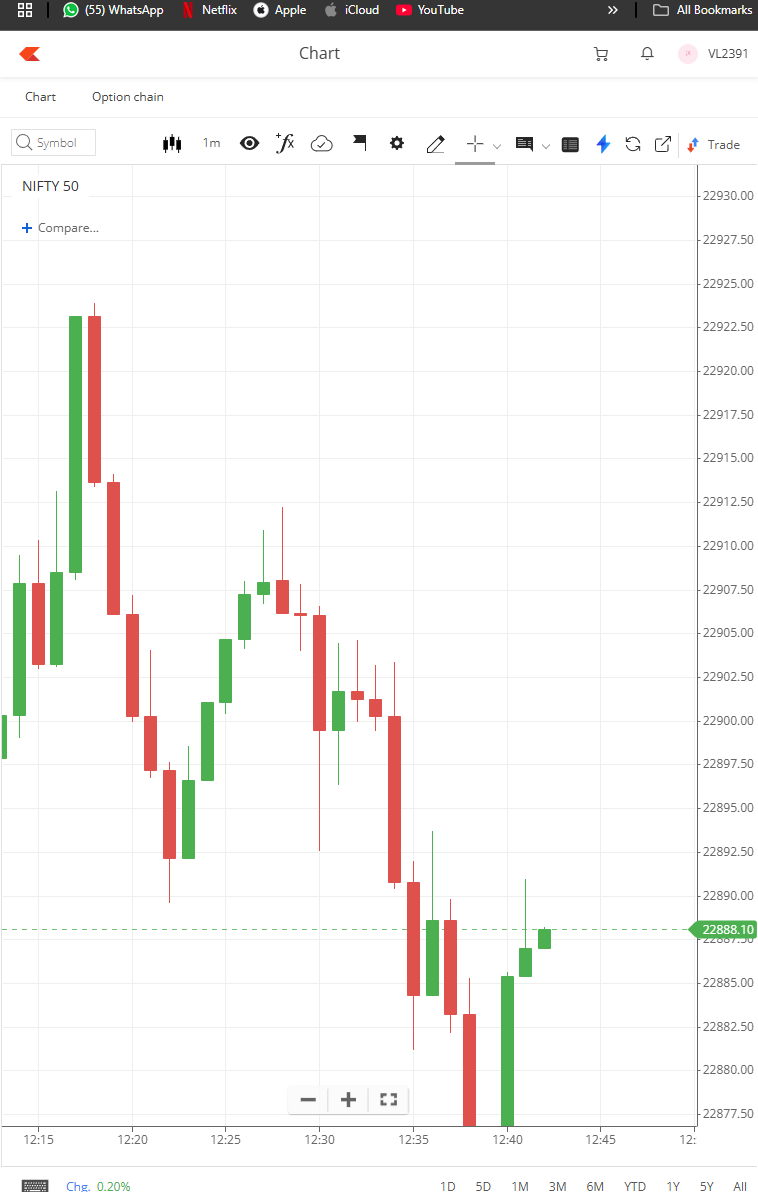 (55) WhatsApp Netflix Apple iCloud YouTube » All Bookmarks
Chart VL2391
Chart Option chain
Symbol 1m Trade
NIFTY 50
+ Compare...
22930.00
22927.50
22925.00
22922.50
22920.00
22917.50
22915.00
22912.50
22910.00
22907.50
22905.00
22902.50
22900.00
22897.50
22895.00
22892.50
22890.00
22888.10
22887.50
22885.00
22882.50
22880.00
22877.50
12:15 12:20 12:25 12:30 12:35 12:40 12:45 12:
Chg. 0.20% 1D 5D 1M 3M 6M YTD 1Y 5Y All